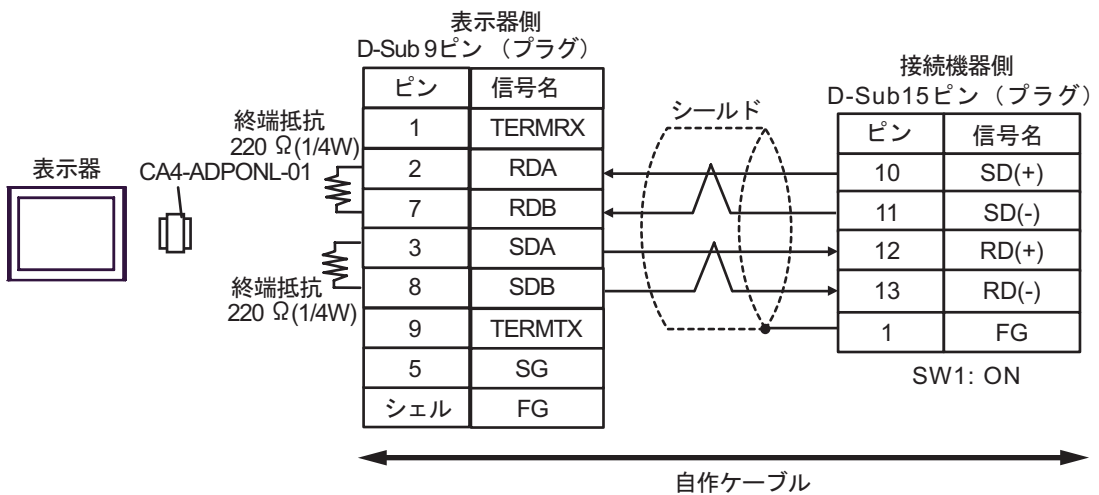 表示器側
D-Sub 9ピン （プラグ）
ピン 信号名
1 TERMRX
2 RDA
7 RDB
3 SDA
8 SDB
9 TERMTX
5 SG
シェル FG
終端抵抗
220 Ω(1/4W)
表示器
CA4-ADPONL-01
終端抵抗
220 Ω(1/4W)
シールド
接続機器側
D-Sub15ピン（プラグ）
ピン 信号名
10 SD(+)
11 SD(-)
12 RD(+)
13 RD(-)
1 FG
SW1: ON
自作ケーブル